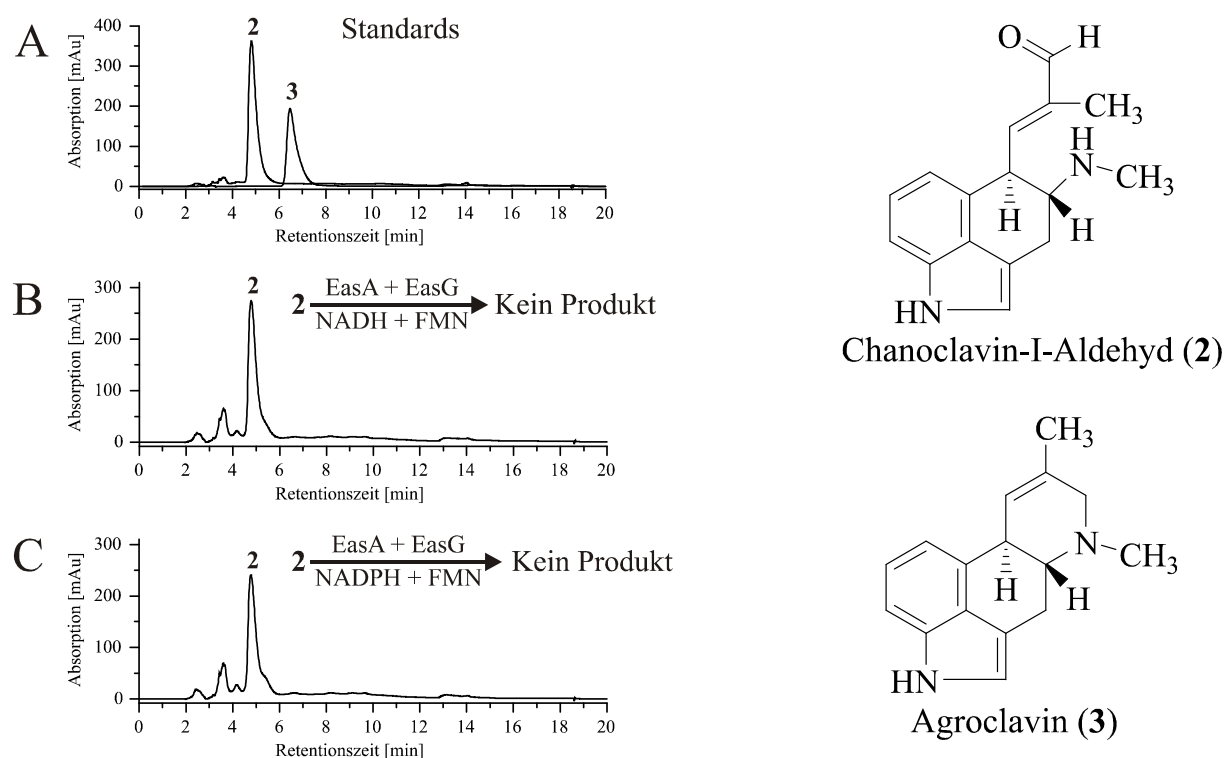 A
Standards
2
3
Absorption [mAu]
400
300
200
100
0
0 2 4 6 8 10 12 14 16 18 20
Retentionszeit [min]
B
2
2 EasA + EasG Kein Produkt
NADH + FMN
Absorption [mAu]
300
200
100
0
0 2 4 6 8 10 12 14 16 18 20
Retentionszeit [min]
C
2
2 EasA + EasG Kein Produkt
NADPH + FMN
Absorption [mAu]
300
200
100
0
0 2 4 6 8 10 12 14 16 18 20
Retentionszeit [min]
O H
CH3
H
N CH3
H
H
HN
Chanoclavin-I-Aldehyd (2)
CH3
N CH3
H
H
HN
Agroclavin (3)